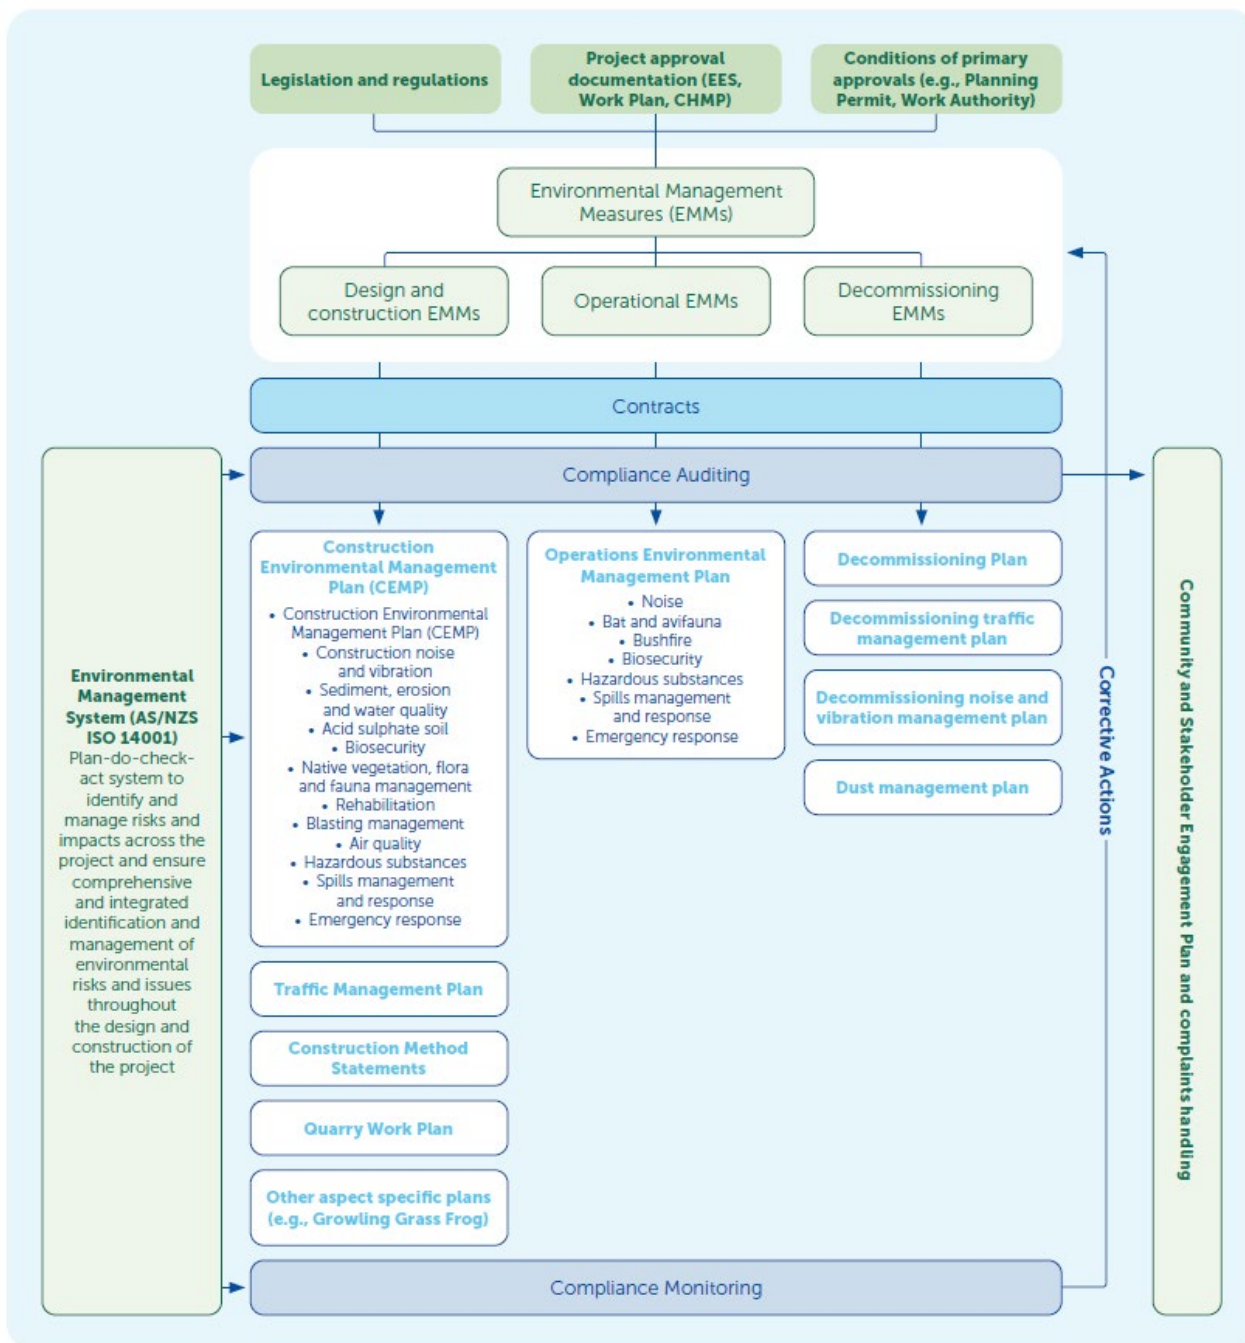 Legislation and regulations
Project approval
documentation (EES,
Work Plan, CHMP)
Conditions of primary
approvals (e.g., Planning
Permit, Work Authority)
Environmental Management
Measures (EMMs)
Design and
construction EMMs
Operational EMMs
Decommissioning
EMMs
Contracts
Compliance Auditing
Environmental
Management
System (AS/NZS
ISO 14001)
Plan-do-check-
act system to
identify and
manage risks and
impacts across the
project and ensure
comprehensive
and integrated
identification and
management of
environmental
risks and issues
throughout
the design and
construction of
the project
Construction
Environmental Management
Plan (CEMP)
• Construction Environmental
Management Plan (CEMP)
• Construction noise
and vibration
• Sediment, erosion
and water quality
• Acid sulphate soil
• Biosecurity
• Native vegetation, flora
and fauna management
• Rehabilitation
• Blasting management
• Air quality
• Hazardous substances
• Spills management
and response
• Emergency response
Traffic Management Plan
Construction Method
Statements
Quarry Work Plan
Other aspect specific plans
(e.g., Growling Grass Frog)
Operations Environmental
Management Plan
• Noise
• Bat and avifauna
• Bushfire
• Biosecurity
• Hazardous substances
• Spills management
and response
• Emergency response
Decommissioning Plan
Decommissioning traffic
management plan
Decommissioning noise and
vibration management plan
Dust management plan
Corrective Actions
Community and Stakeholder Engagement Plan and complaints handling
Compliance Monitoring